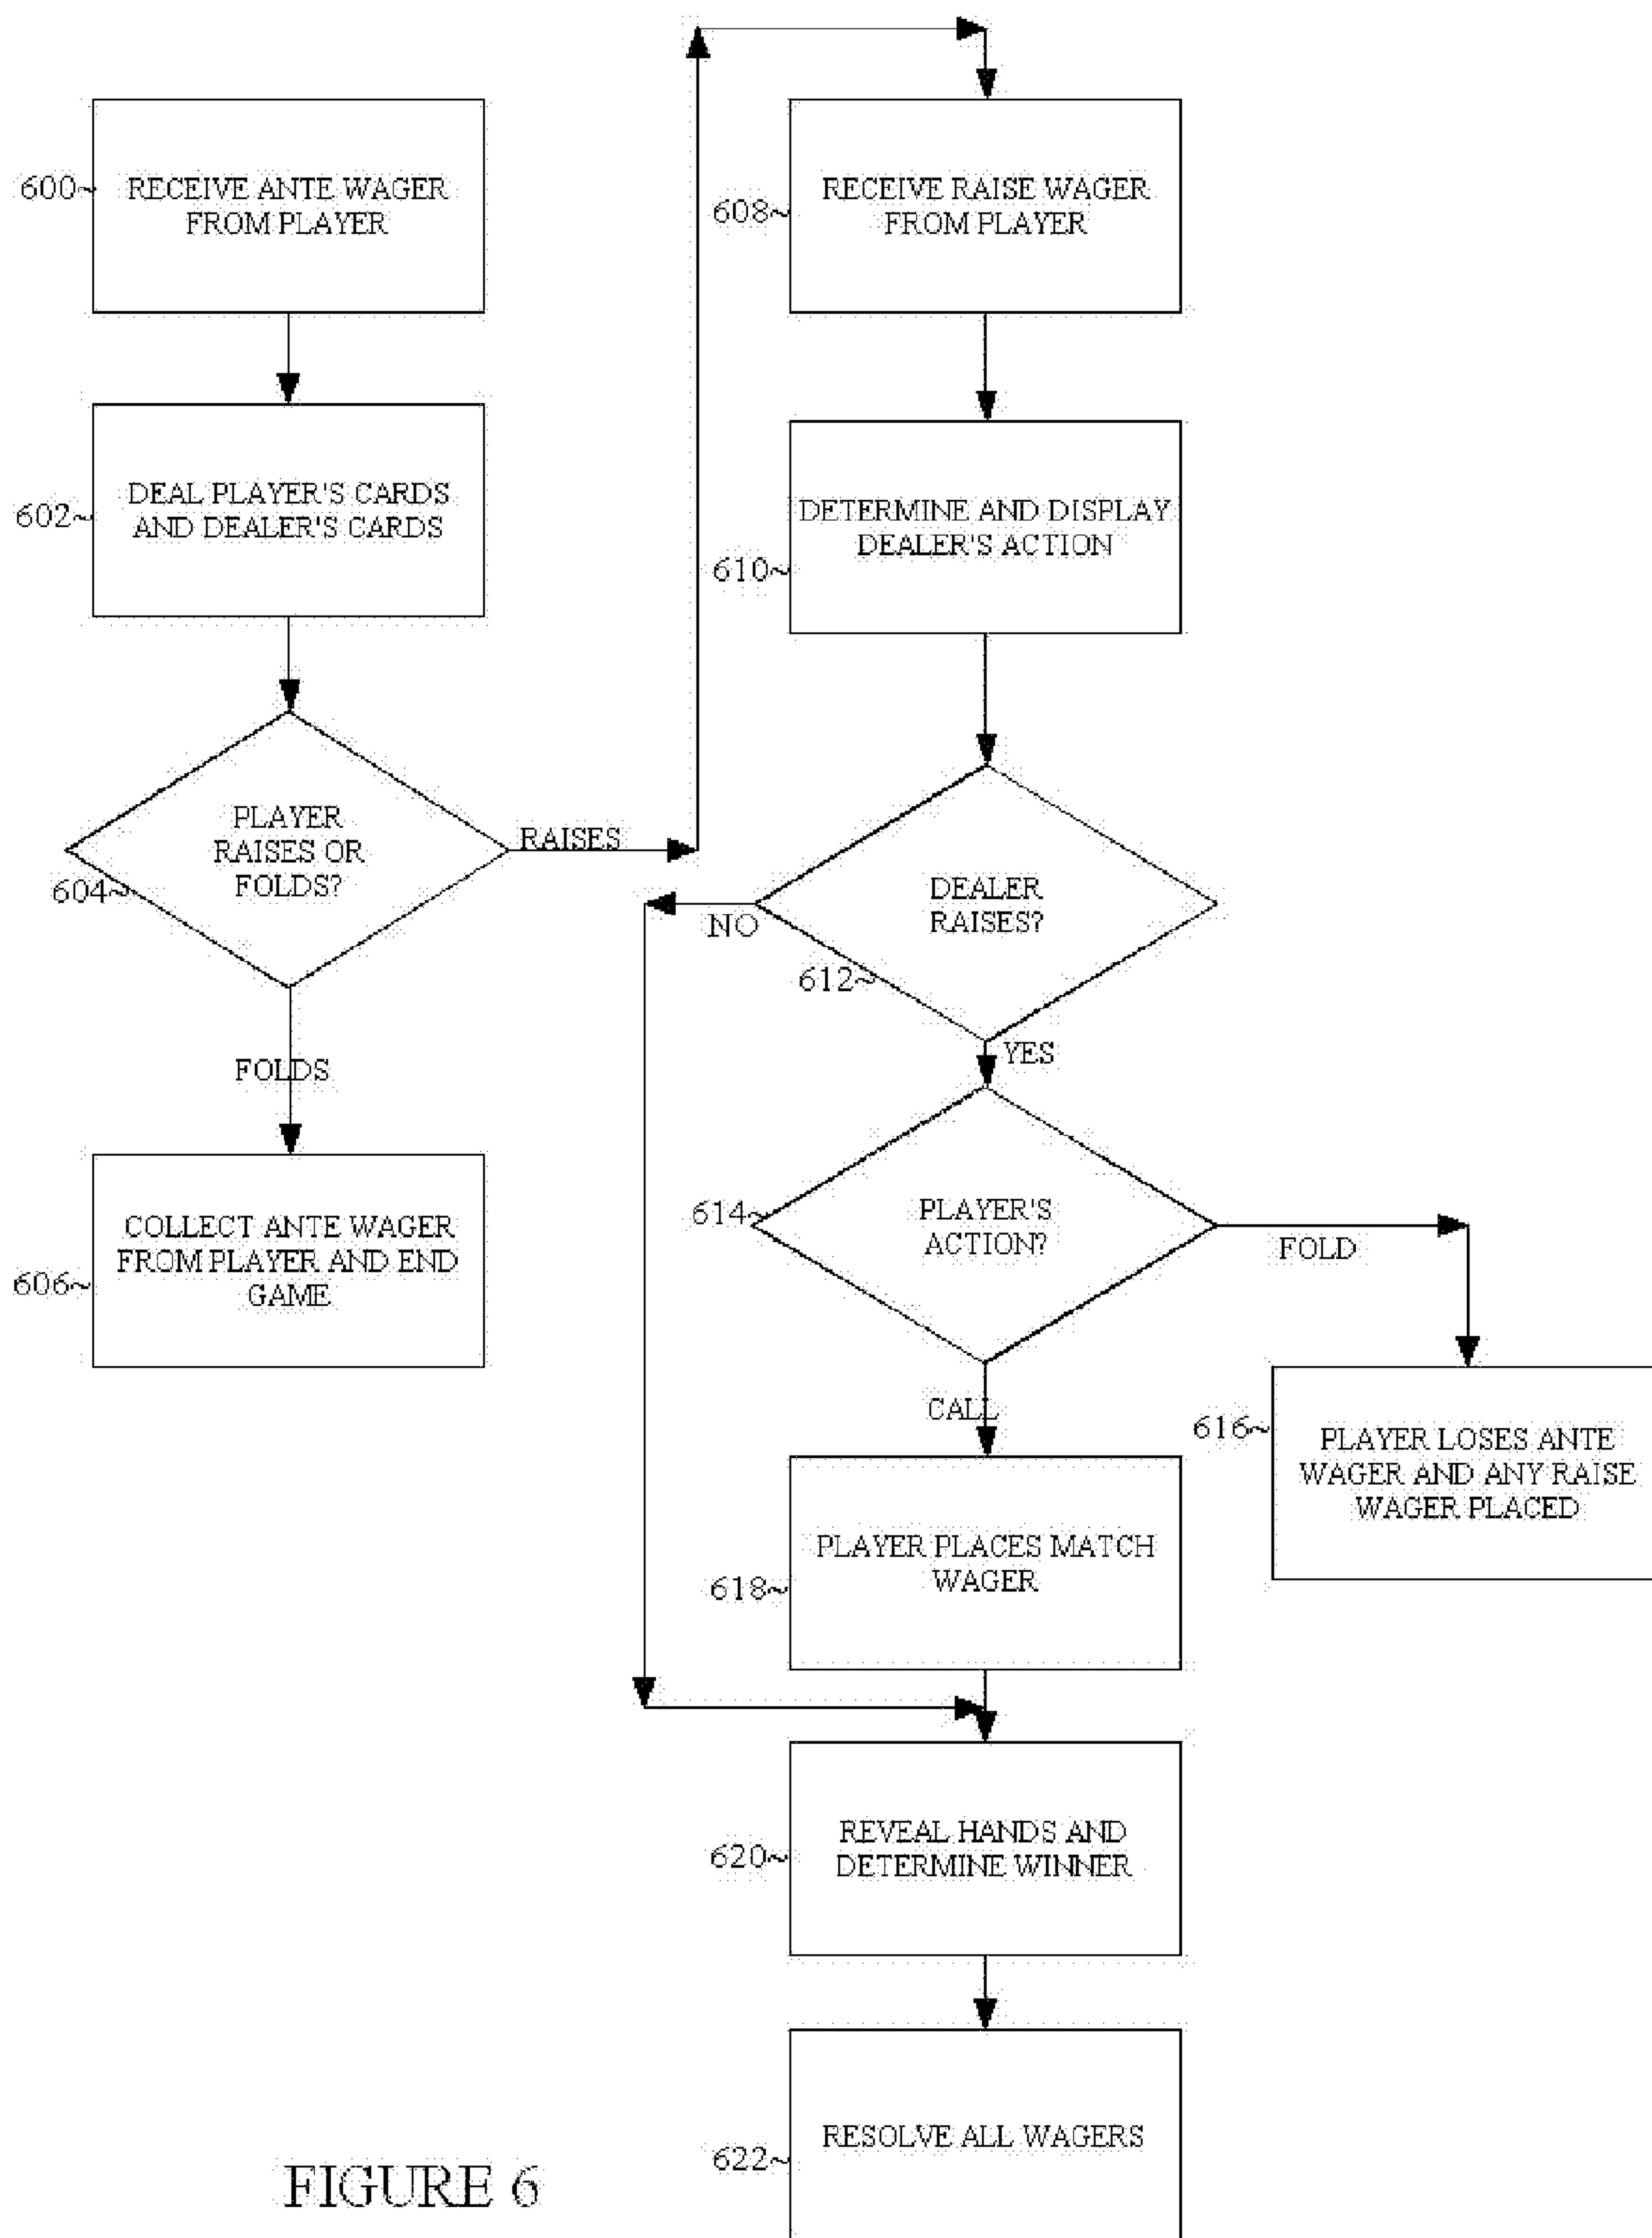 600~
RECEIVE ANTE WAGER
FROM PLAYER
602~
DEAL PLAYER'S CARDS
AND DEALER'S CARDS
604~
PLAYER
RAISES OR
FOLDS?
RAISES
FOLDS
606~
COLLECT ANTE WAGER
FROM PLAYER AND END
GAME
608~
RECEIVE RAISE WAGER
FROM PLAYER
610~
DETERMINE AND DISPLAY
DEALER'S ACTION
612~
DEALER
RAISES?
NO
YES
614~
PLAYER'S
ACTION?
FOLD
CALL
616~
PLAYER LOSES ANTE
WAGER AND ANY RAISE
WAGER PLACED
618~
PLAYER PLACES MATCH
WAGER
620~
REVEAL HANDS AND
DETERMINE WINNER
622~
RESOLVE ALL WAGERS
FIGURE 6